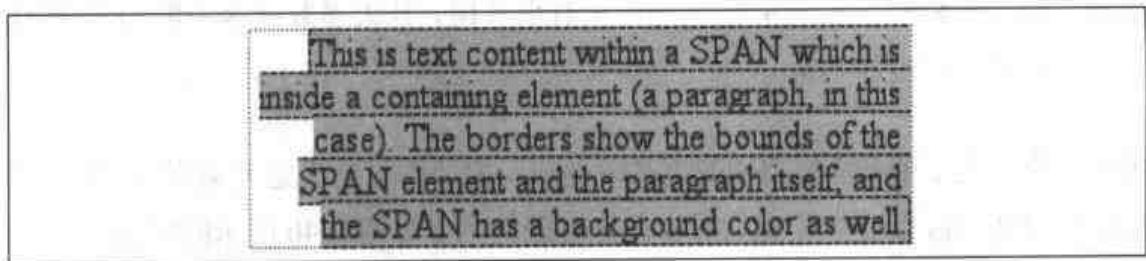 This is text content within a SPAN which is
inside a containing element (a paragraph, in this
case). The borders show the bounds of the
SPAN element and the paragraph itself, and
the SPAN has a background color as well.